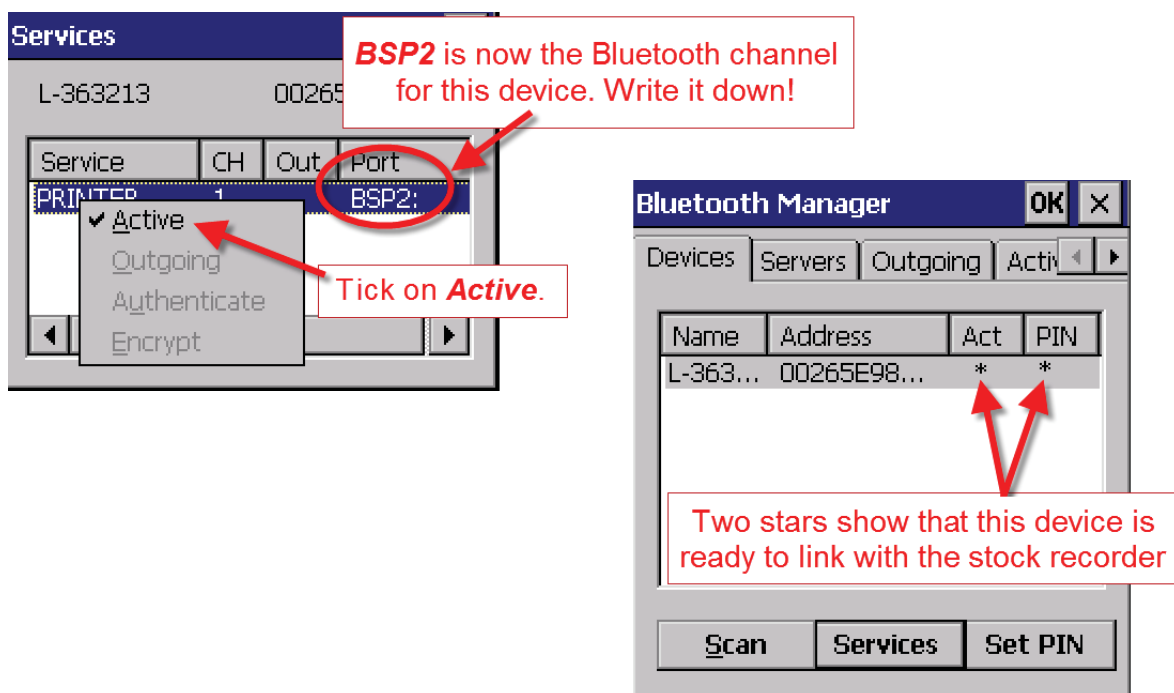 Services
BSP2 is now the Bluetooth channel
for this device. Write it down!
L-363213 00265
Service CH Out Port
PRINTER 1 BSP2:
Active
Outgoing
Authenticate
Encrypt
Tick on Active.
Bluetooth Manager OK ×
Devices Servers Outgoing Activ
Name Address Act PIN
L-363... 00265E98... * *
Two stars show that this device is
ready to link with the stock recorder
Scan Services Set PIN